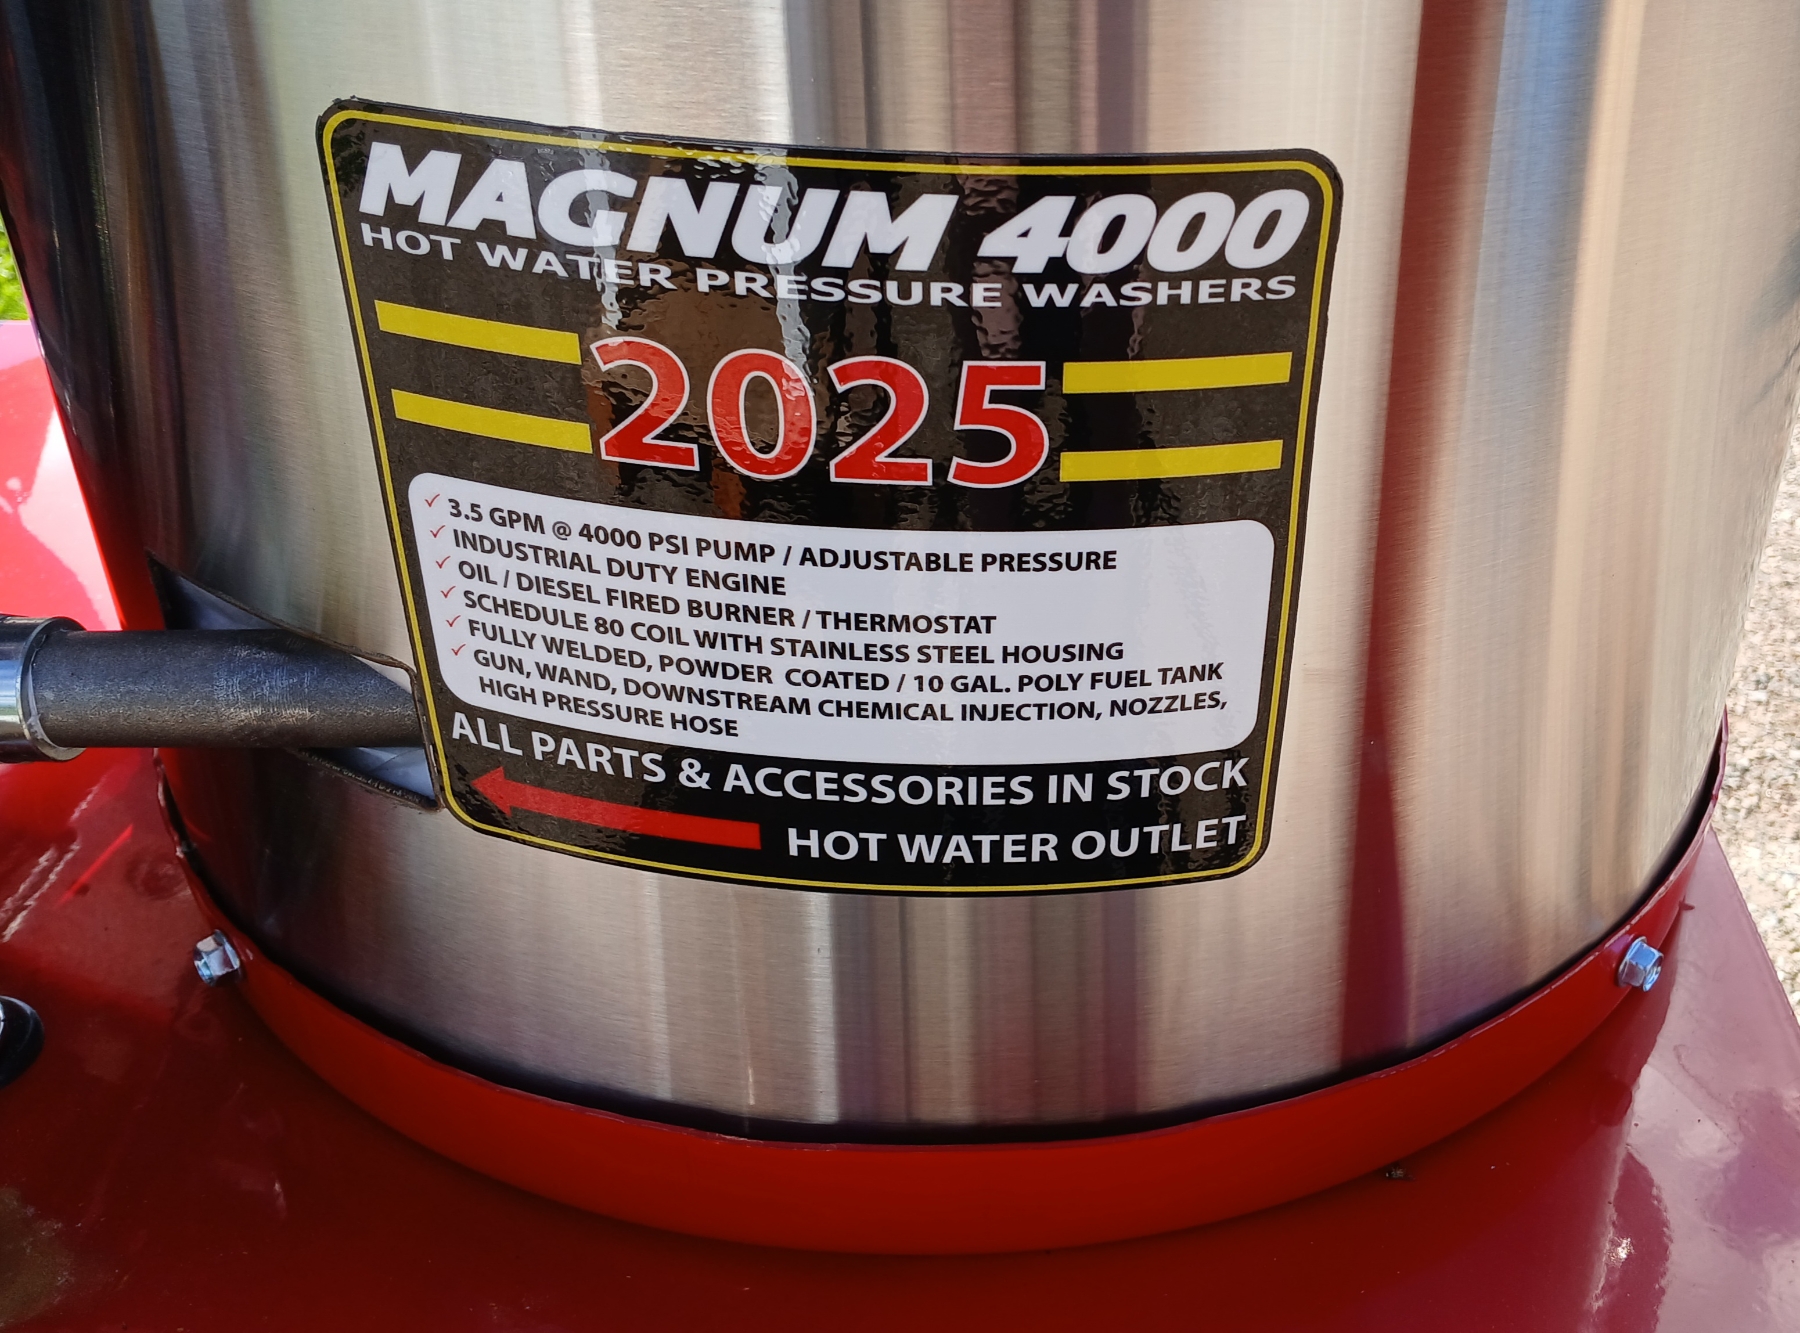 MAGNUM 4000
HOT WATER PRESSURE WASHERS
2025
✓ 3.5 GPM @ 4000 PSI PUMP / ADJUSTABLE PRESSURE
✓ INDUSTRIAL DUTY ENGINE
✓ OIL / DIESEL FIRED BURNER / THERMOSTAT
✓ SCHEDULE 80 COIL WITH STAINLESS STEEL HOUSING
✓ FULLY WELDED, POWDER COATED / 10 GAL. POLY FUEL TANK
✓ GUN, WAND, DOWNSTREAM CHEMICAL INJECTION, NOZZLES,
HIGH PRESSURE HOSE
ALL PARTS & ACCESSORIES IN STOCK
HOT WATER OUTLET